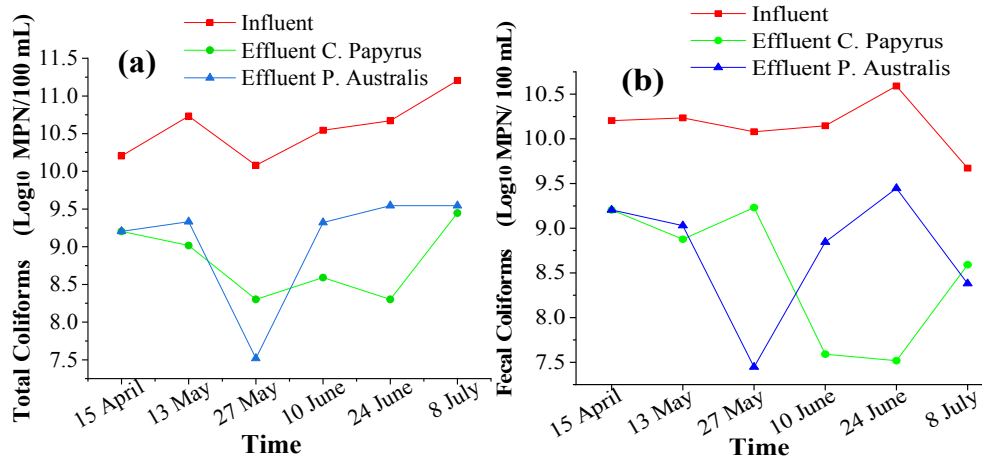 Influent
Effluent C. Papyrus
Effluent P. Australis
(a)
11.5
11.0
10.5
10.0
9.5
9.0
8.5
8.0
7.5
Total Coliforms (Log10 MPN/100 mL)
15 April
13 May
27 May
10 June
24 June
8 July
Time
Influent
Effluent C. Papyrus
Effluent P. Australis
(b)
10.5
10.0
9.5
9.0
8.5
8.0
7.5
Fecal Coliforms (Log10 MPN/ 100 mL)
15 April
13 May
27 May
10 June
24 June
8 July
Time